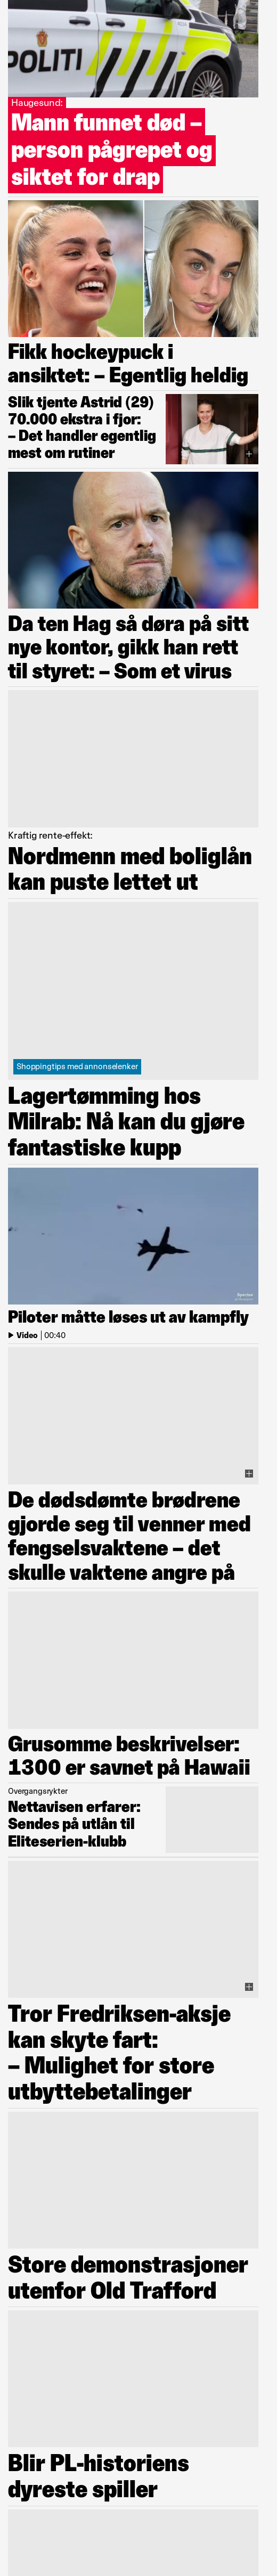 POLITI
Haugesund:
Mann funnet død –
person pågrepet og
siktet for drap
Fikk hockeypuck i
ansiktet: – Egentlig heldig
Slik tjente Astrid (29)
70.000 ekstra i fjor:
– Det handler egentlig
mest om rutiner
Da ten Hag så døra på sitt
nye kontor, gikk han rett
til styret: – Som et virus
Kraftig rente-effekt:
Nordmenn med boliglån
kan puste lettet ut
Shoppingtips med annonselenker
Lagertømming hos
Milrab: Nå kan du gjøre
fantastiske kupp
Piloter måtte løses ut av kampfly
Video | 00:40
De dødsdømte brødrene
gjorde seg til venner med
fengselsvaktene – det
skulle vaktene angre på
Grusomme beskrivelser:
1300 er savnet på Hawaii
Overgangsrykter
Nettavisen erfarer:
Sendes på utlån til
Eliteserien-klubb
Tror Fredriksen-aksje
kan skyte fart:
– Mulighet for store
utbyttebetalinger
Store demonstrasjoner
utenfor Old Trafford
Blir PL-historiens
dyreste spiller